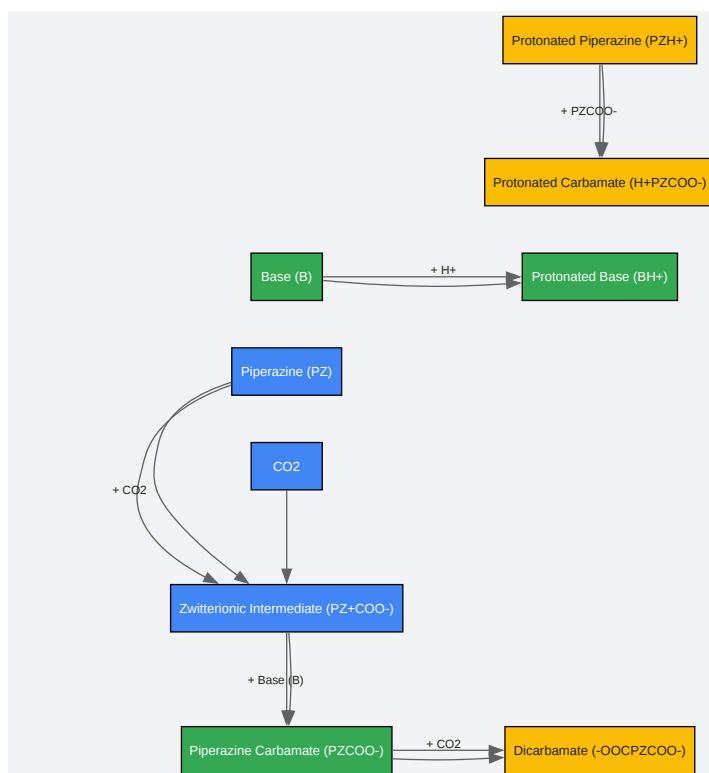 Protonated Piperazine (PZH+)
+ PZCOO-
Protonated Carbamate (H+PZCOO-)
Base (B)
+ H+
Protonated Base (BH+)
Piperazine (PZ)
CO2
+ CO2
Zwitterionic Intermediate (PZ+COO-)
+ Base (B)
Piperazine Carbamate (PZCOO-)
+ CO2
Dicarbamate (-OOCPZCOO-)